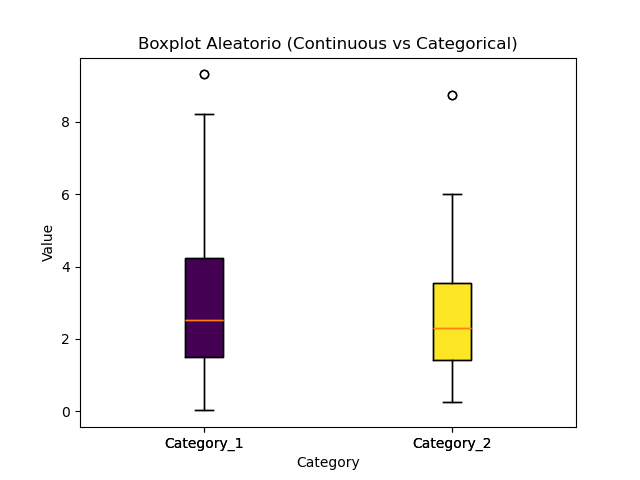 Boxplot Aleatorio (Continuous vs Categorical)
8
6
4
2
0
Value
Category_1
Category_2
Category